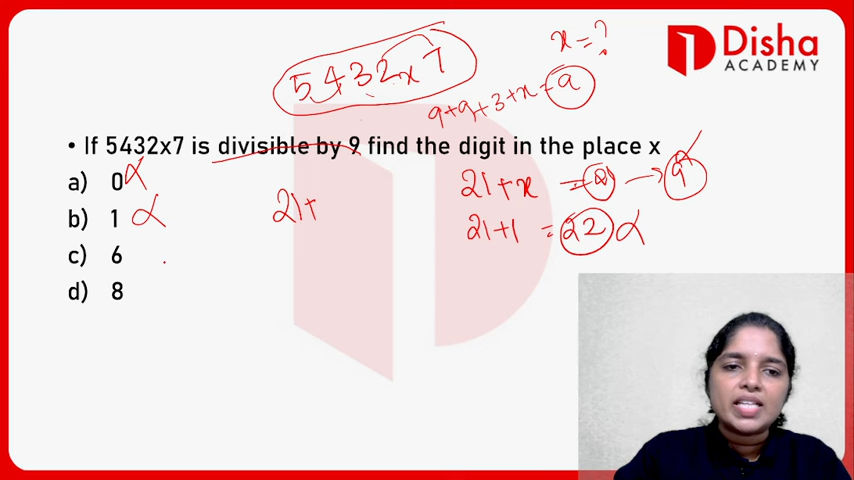 Disha
ACADEMY
5432x7
x = ?
9+9+3+x = 9
• If 5432x7 is divisible by 9 find the digit in the place x
a) 0
b) 1
c) 6
d) 8
21+
21+x = 21 → 9
21+1 = 22